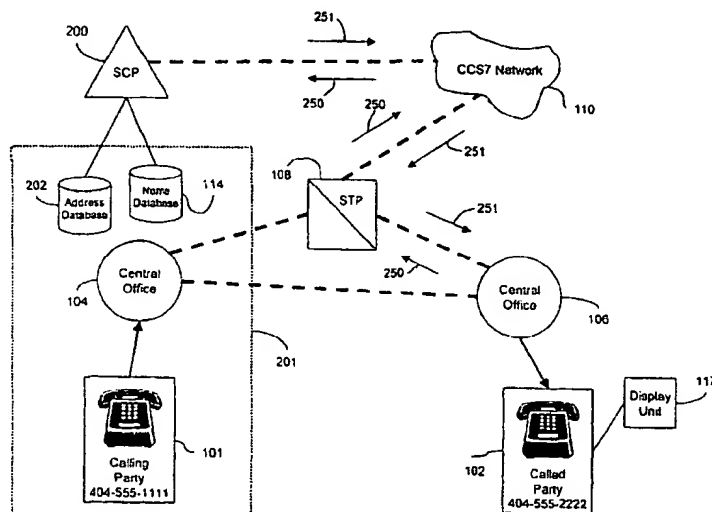 200
SCP
251
250
CCS7 Network
110
250
251
108
STP
202
Address
Database
Name
Database
114
251
250
104
Central
Office
Central
Office
106
201
101
Calling
Party
404-555-1111
102
Called
Party
404-555-2222
Display
Unit